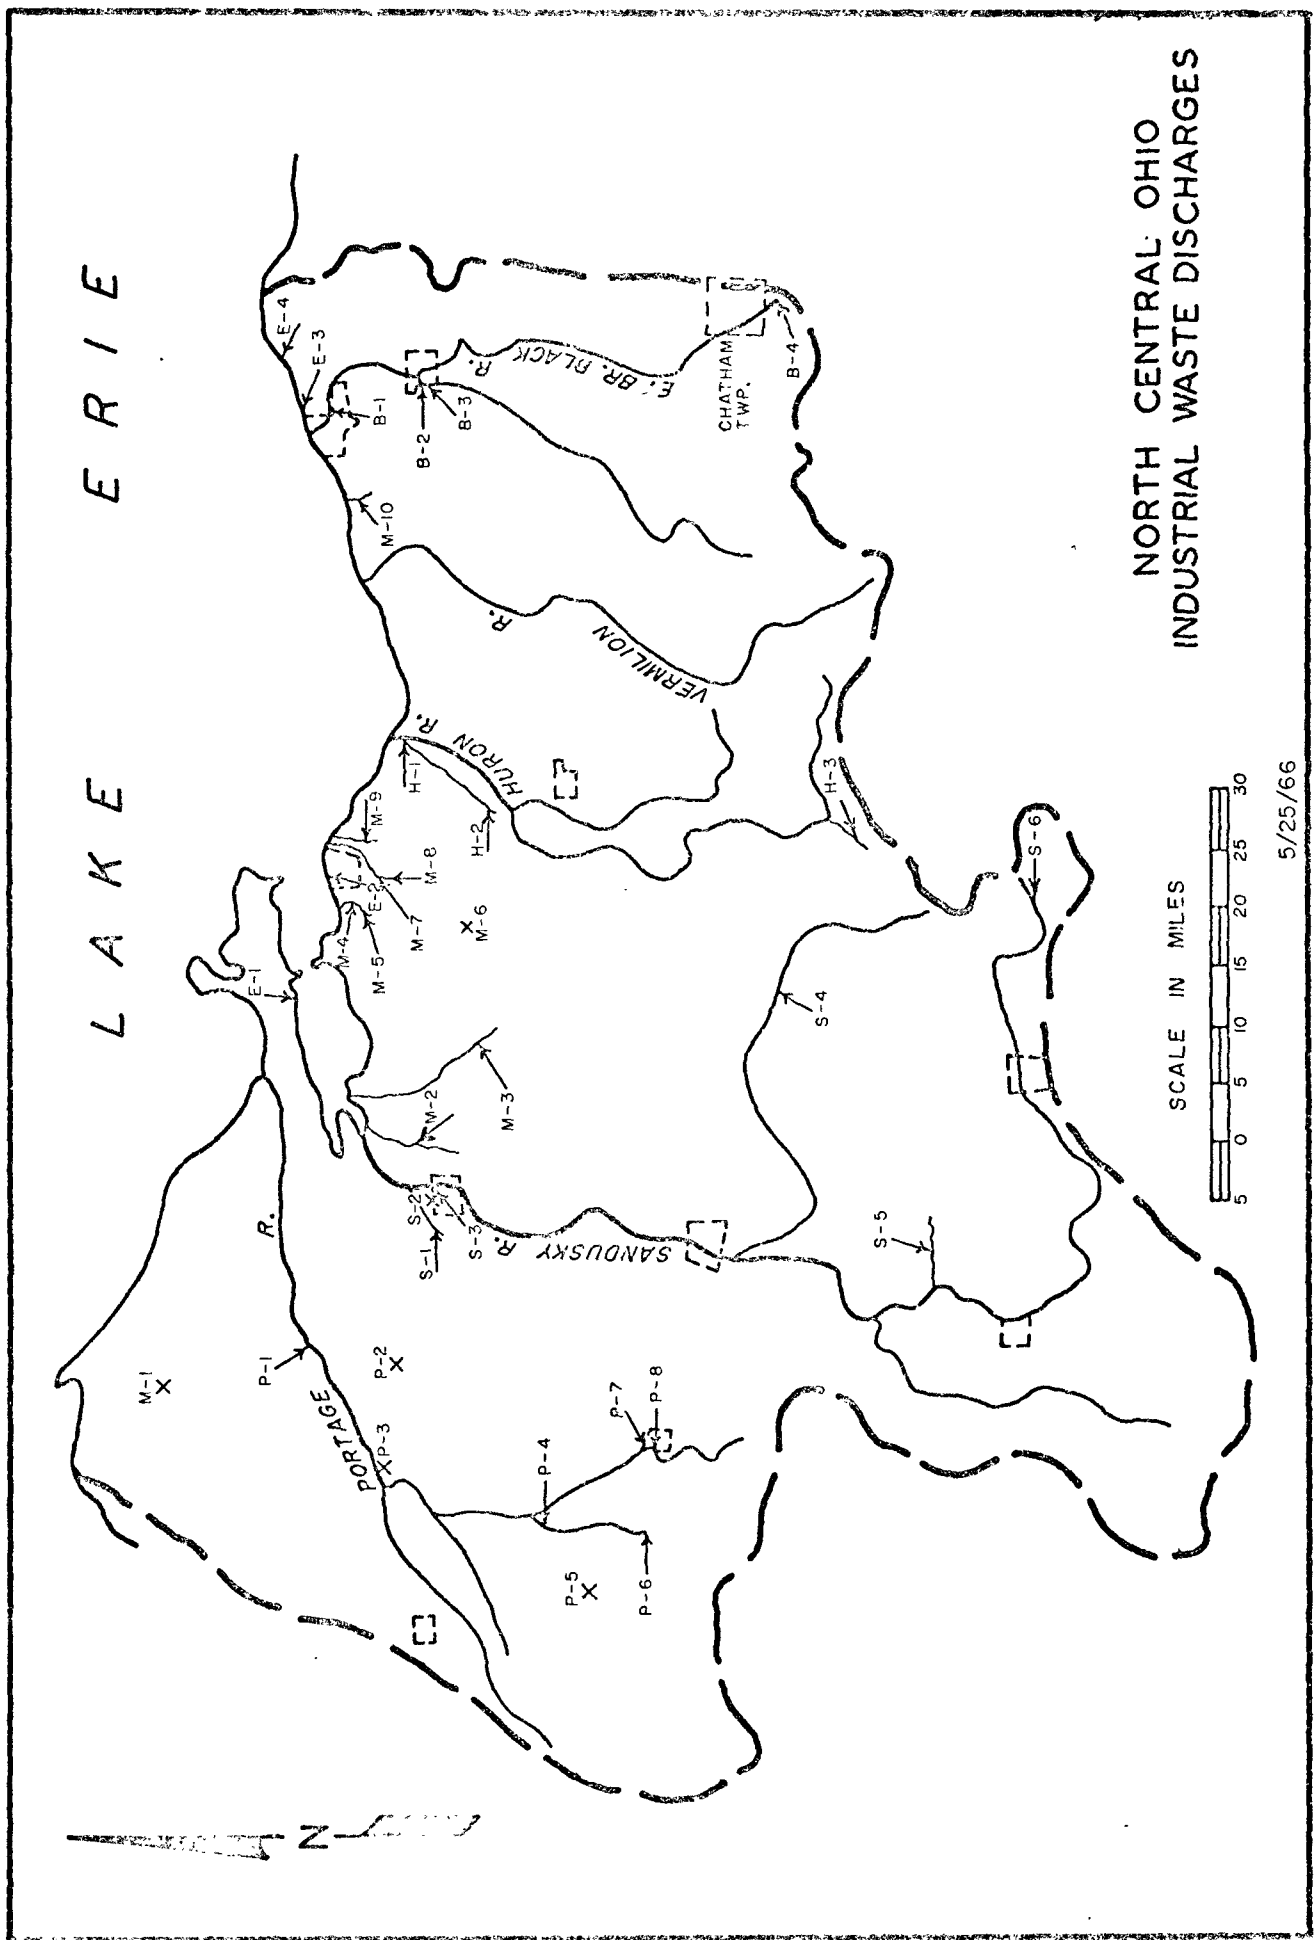 LAKE ERIE
M-1
P-1
P-2
P-3
PORTAGE
R.
P-4
P-5
P-6
P-7
P-8
S-1
S-2
S-3
SANDUSKY
R.
S-4
S-5
S-6
M-2
M-3
E-1
M-4
M-5
E-2
M-6
M-7
M-8
M-9
H-1
H-2
H-3
HURON
R.
VERMILION
R.
M-10
E-3
E-4
B-1
B-2
B-3
B-4
E. BR. BLACK
R.
CHATHAM
TWP.
N
NORTH CENTRAL OHIO
INDUSTRIAL WASTE DISCHARGES
SCALE IN MILES
5 0 5 10 15 20 25 30
5/25/66